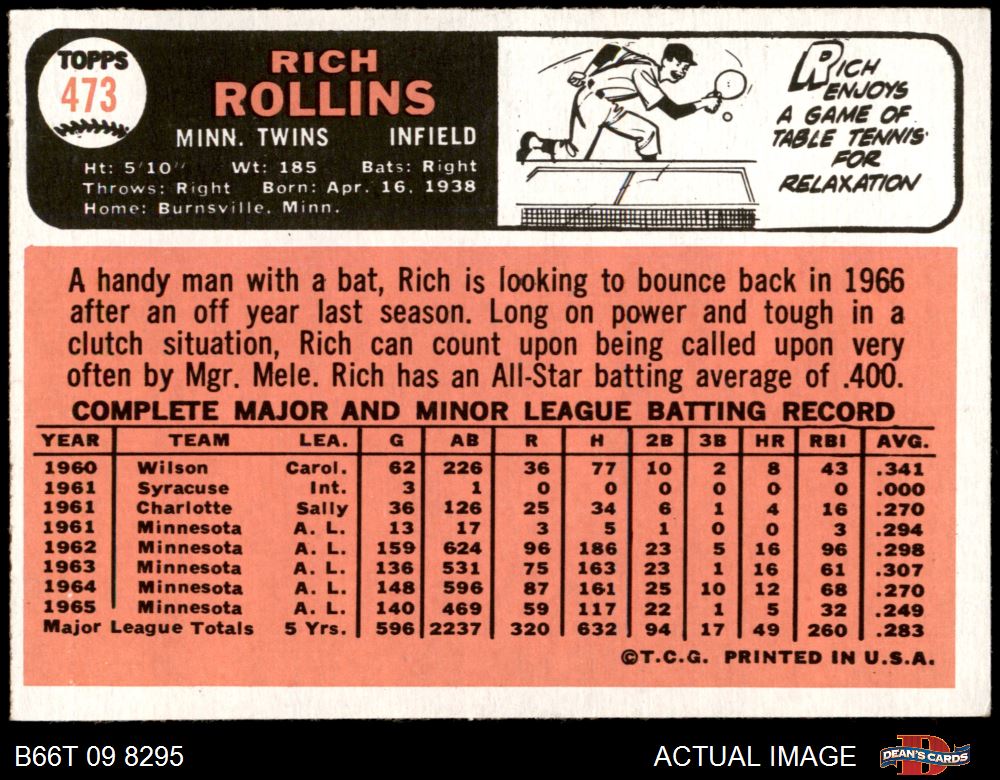 TOPPS
473
RICH
ROLLINS
MINN. TWINS INFIELD
Ht: 5'10" Wt: 185 Bats: Right
Throws: Right Born: Apr. 16, 1938
Home: Burnsville, Minn.
RICH
ENJOYS
A GAME OF
TABLE TENNIS
FOR
RELAXATION
A handy man with a bat, Rich is looking to bounce back in 1966
after an off year last season. Long on power and tough in a
clutch situation, Rich can count upon being called upon very
often by Mgr. Mele. Rich has an All-Star batting average of .400.
COMPLETE MAJOR AND MINOR LEAGUE BATTING RECORD
YEAR TEAM LEA. G AB R H 2B 3B HR RBI AVG.
1960 Wilson Carol. 62 226 36 77 10 2 8 43 .341
1961 Syracuse Int. 3 1 0 0 0 0 0 0 .000
1961 Charlotte Sally 36 126 25 34 6 1 4 16 .270
1961 Minnesota A. L. 13 17 3 5 1 0 0 3 .294
1962 Minnesota A. L. 159 624 96 186 23 5 16 96 .298
1963 Minnesota A. L. 136 531 75 163 23 1 16 61 .307
1964 Minnesota A. L. 148 596 87 161 25 10 12 68 .270
1965 Minnesota A. L. 140 469 59 117 22 1 5 32 .249
Major League Totals 5 Yrs. 596 2237 320 632 94 17 49 260 .283
©T.C.G. PRINTED IN U.S.A.
B66T 09 8295 ACTUAL IMAGE DEAN'S CARDS